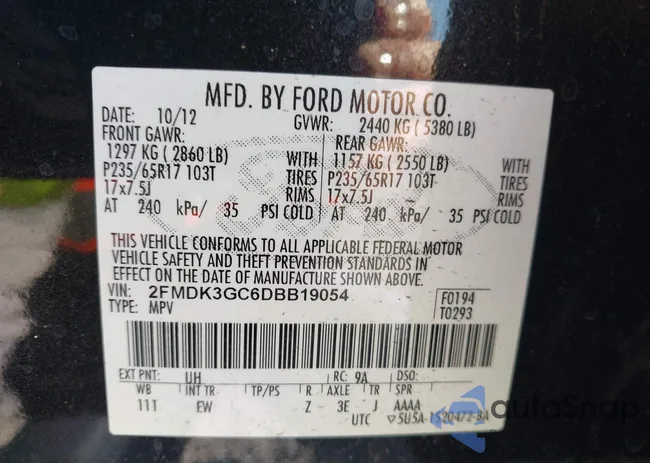 MFD. BY FORD MOTOR CO.
DATE: 10/12 GVWR: 2440 KG ( 5380 LB)
FRONT GAWR: REAR GAWR:
1297 KG ( 2860 LB) WITH 1157 KG ( 2550 LB) WITH
P235/65R17 103T TIRES P235/65R17 103T TIRES
17x7.5J RIMS 17x7.5J RIMS
AT 240 kPa/ 35 PSI COLD AT 240 kPa/ 35 PSI COLD
THIS VEHICLE CONFORMS TO ALL APPLICABLE FEDERAL MOTOR
VEHICLE SAFETY AND THEFT PREVENTION STANDARDS IN
EFFECT ON THE DATE OF MANUFACTURE SHOWN ABOVE.
VIN: 2FMDK3GC6DBB19054 F0194
TYPE: MPV T0293
EXT PNT: UH RC: 9A DSO:
WB INT TR TP/PS R AXLE TR SPR
111 EW Z 3E J AAAA
UTC ▽5U5A-1520472-BA
autoSnap